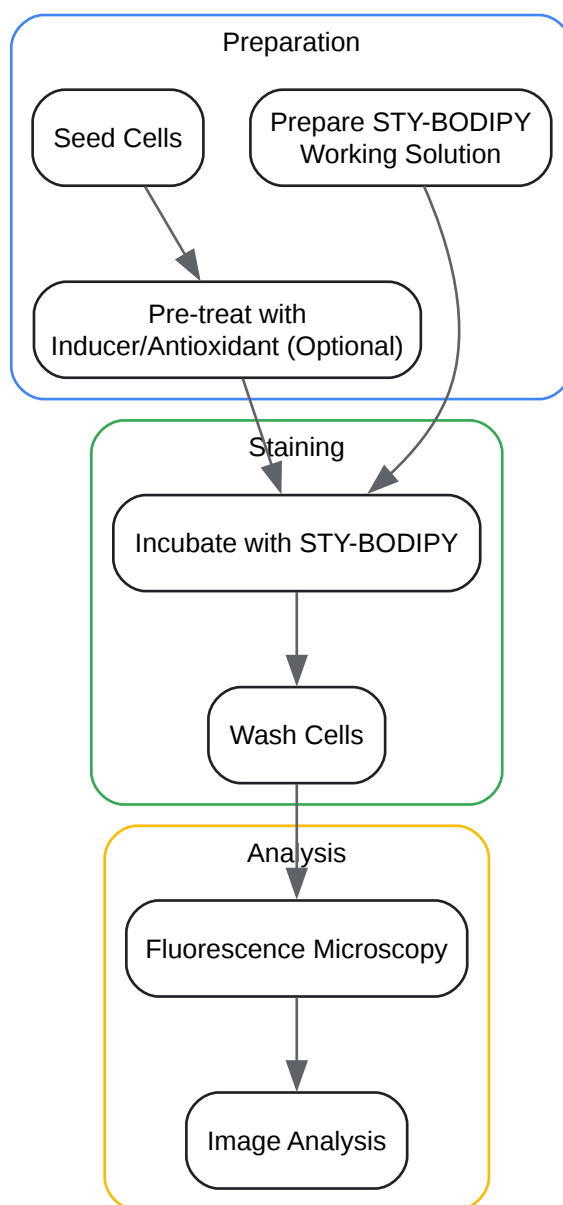 Preparation
Seed Cells
Prepare STY-BODIPY
Working Solution
Pre-treat with
Inducer/Antioxidant (Optional)
Staining
Incubate with STY-BODIPY
Wash Cells
Analysis
Fluorescence Microscopy
Image Analysis